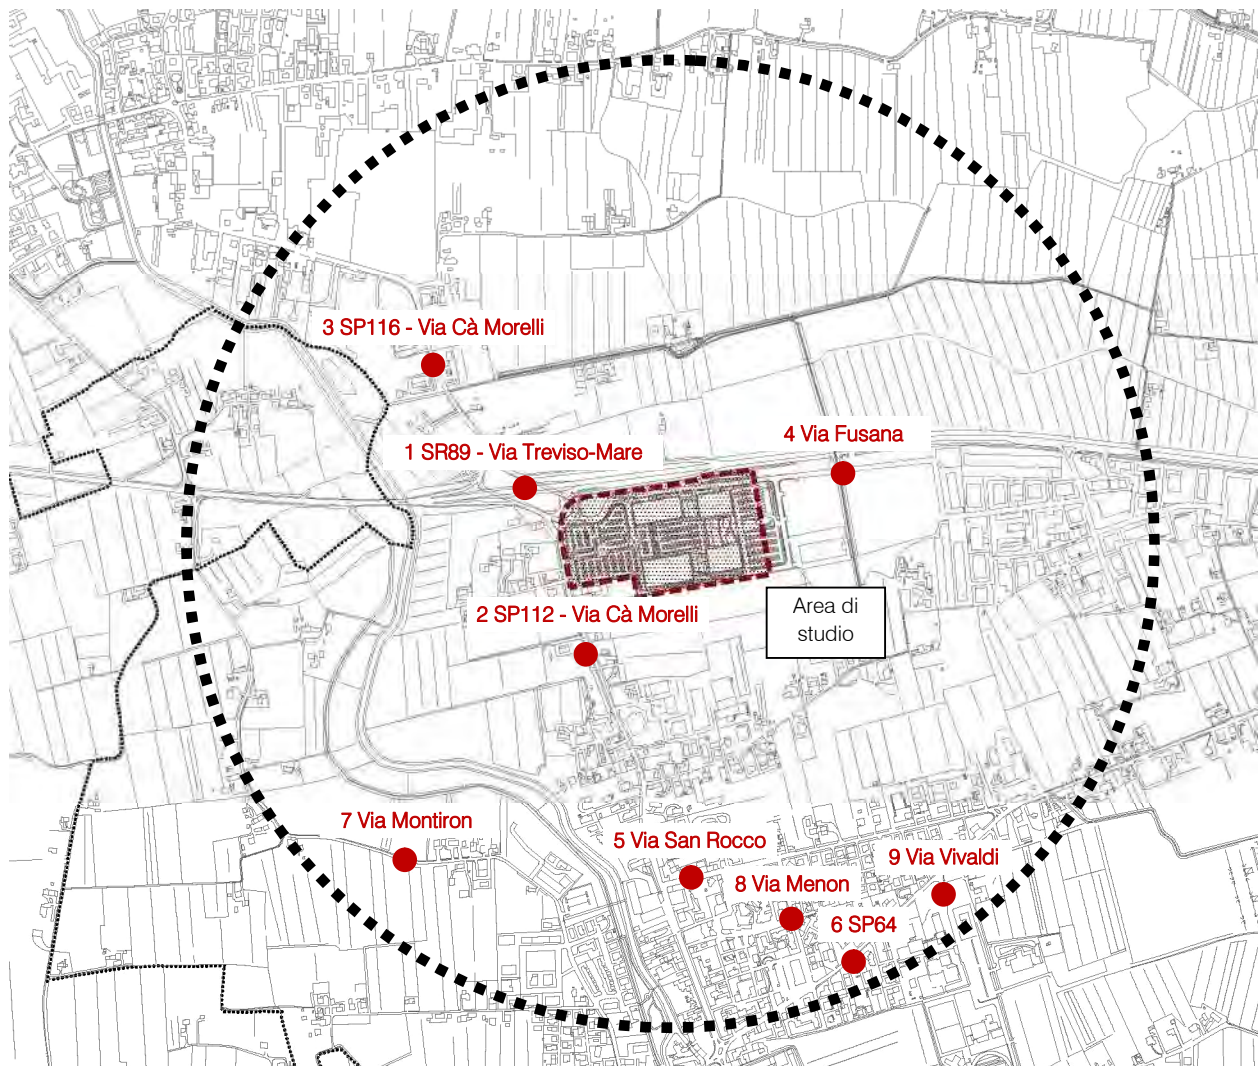 3 SP116 - Via Cà Morelli
4 Via Fusana
1 SR89 - Via Treviso-Mare
Area di
studio
2 SP112 - Via Cà Morelli
7 Via Montiron
5 Via San Rocco
9 Via Vivaldi
8 Via Menon
6 SP64